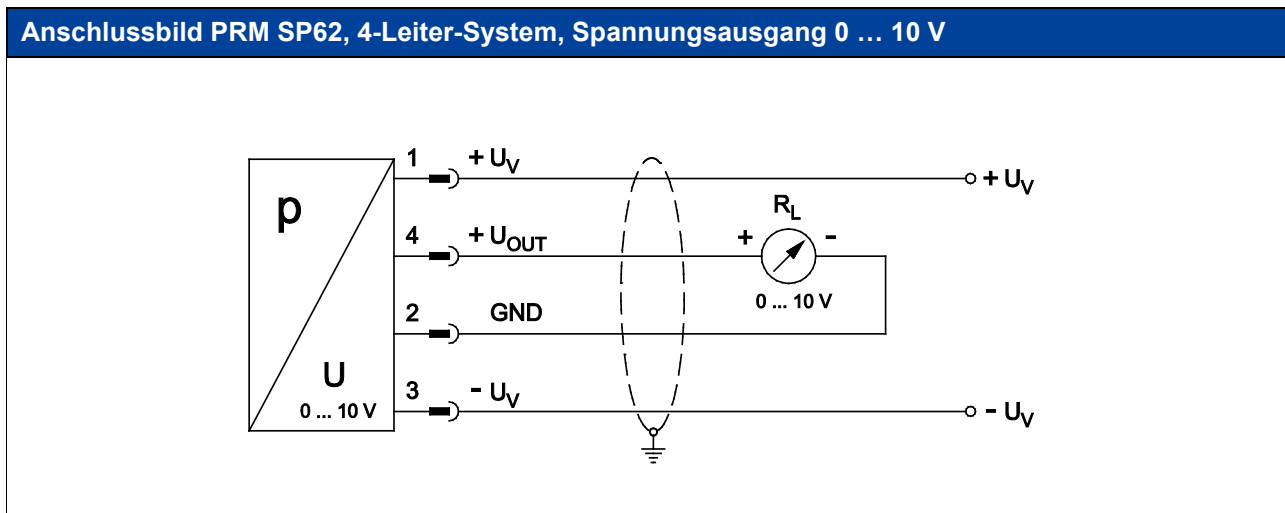 Anschlussbild PRM SP62, 4-Leiter-System, Spannungsausgang 0 … 10 V
1 + UV
+ UV
p
RL
4 + UOUT
+ -
0 ... 10 V
2 GND
U
0 ... 10 V
3 - UV
- UV